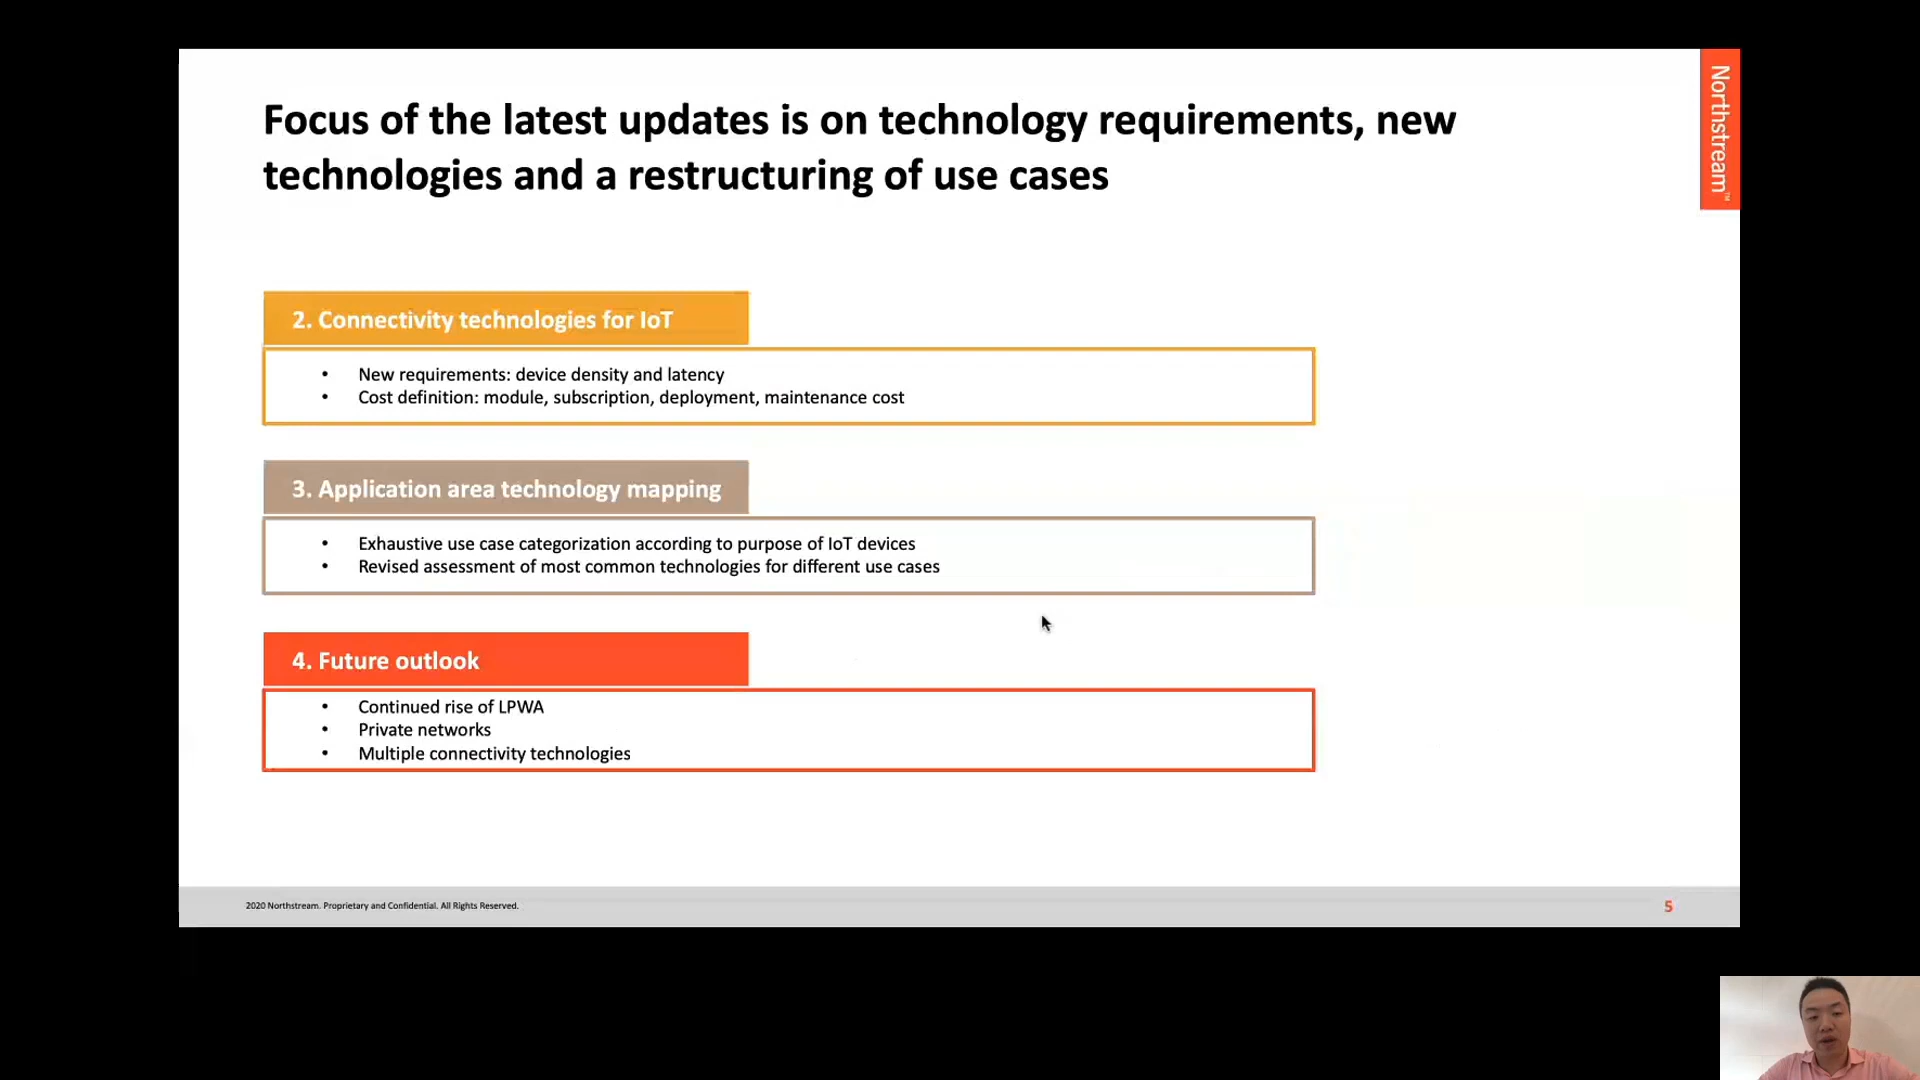 Northstream™
Focus of the latest updates is on technology requirements, new
technologies and a restructuring of use cases
2. Connectivity technologies for IoT
• New requirements: device density and latency
• Cost definition: module, subscription, deployment, maintenance cost
3. Application area technology mapping
• Exhaustive use case categorization according to purpose of IoT devices
• Revised assessment of most common technologies for different use cases
4. Future outlook
• Continued rise of LPWA
• Private networks
• Multiple connectivity technologies
2020 Northstream. Proprietary and Confidential. All Rights Reserved.
5